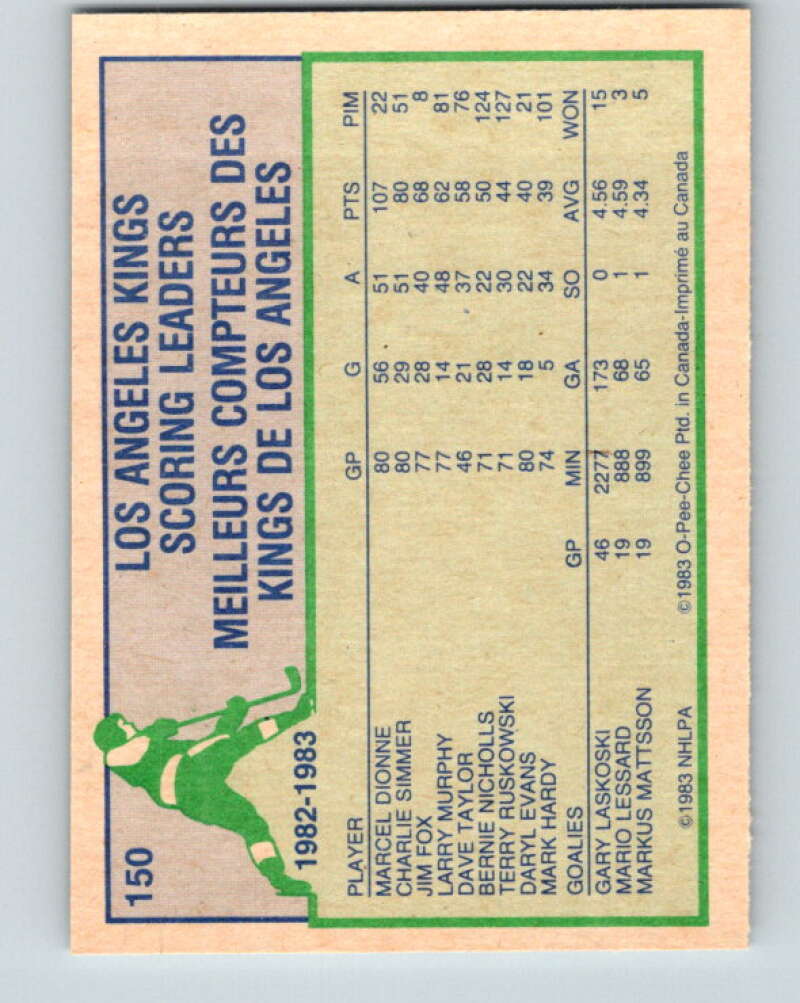 150
LOS ANGELES KINGS
SCORING LEADERS
MEILLEURS COMPTEURS DES
KINGS DE LOS ANGELES
1982-1983
PLAYER GP G A PTS PIM
MARCEL DIONNE 80 56 51 107 22
CHARLIE SIMMER 80 29 51 80 51
JIM FOX 77 28 40 68 8
LARRY MURPHY 77 14 48 62 81
DAVE TAYLOR 46 21 37 58 76
BERNIE NICHOLLS 71 28 22 50 124
TERRY RUSKOWSKI 71 14 30 44 127
DARYL EVANS 80 18 22 40 21
MARK HARDY 74 5 34 39 101
GOALIES GP MIN GA SO AVG WON
GARY LASKOSKI 46 2277 173 0 4.56 15
MARIO LESSARD 19 888 68 1 4.59 3
MARKUS MATTSSON 19 899 65 1 4.34 5
©1983 NHLPA ©1983 O-Pee-Chee Ptd. in Canada-Imprimé au Canada